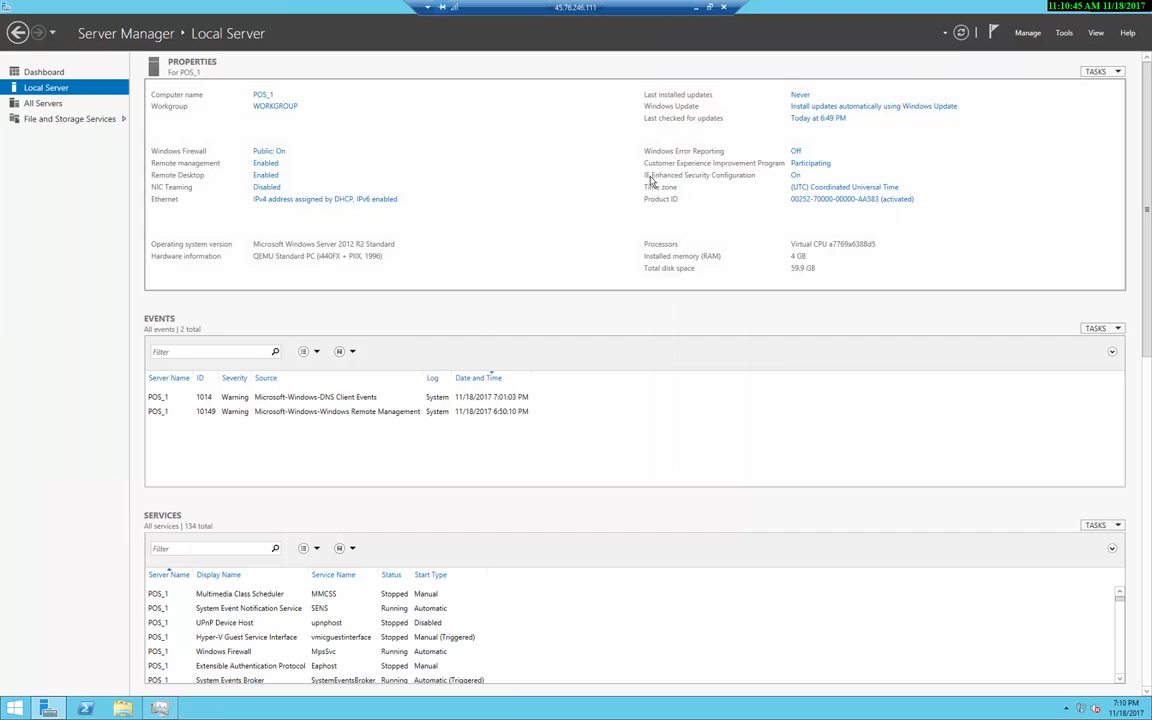 45.76.246.111
11:10:45 AM 11/18/2017
Server Manager ‣ Local Server
Manage Tools View Help
Dashboard
Local Server
All Servers
File and Storage Services
PROPERTIES
For POS_1
TASKS
Computer name POS_1
Workgroup WORKGROUP
Last installed updates Never
Windows Update Install updates automatically using Windows Update
Last checked for updates Today at 6:49 PM
Windows Firewall Public: On
Remote management Enabled
Remote Desktop Enabled
NIC Teaming Disabled
Ethernet IPv4 address assigned by DHCP, IPv6 enabled
Windows Error Reporting Off
Customer Experience Improvement Program Participating
IE Enhanced Security Configuration On
Time zone (UTC) Coordinated Universal Time
Product ID 00252-70000-00000-AA583 (activated)
Operating system version Microsoft Windows Server 2012 R2 Standard
Hardware information QEMU Standard PC (i440FX + PIIX, 1996)
Processors Virtual CPU a7769a6388d5
Installed memory (RAM) 4 GB
Total disk space 59.9 GB
EVENTS
All events | 2 total
TASKS
Filter
Server Name ID Severity Source Log Date and Time
POS_1 1014 Warning Microsoft-Windows-DNS Client Events System 11/18/2017 7:01:03 PM
POS_1 10149 Warning Microsoft-Windows-Windows Remote Management System 11/18/2017 6:50:10 PM
SERVICES
All services | 134 total
TASKS
Filter
Server Name Display Name Service Name Status Start Type
POS_1 Multimedia Class Scheduler MMCSS Stopped Manual
POS_1 System Event Notification Service SENS Running Automatic
POS_1 UPnP Device Host upnphost Stopped Disabled
POS_1 Hyper-V Guest Service Interface vmicguestinterface Stopped Manual (Triggered)
POS_1 Windows Firewall MpsSvc Running Automatic
POS_1 Extensible Authentication Protocol Eaphost Stopped Manual
POS_1 System Events Broker SystemEventsBroker Running Automatic (Triggered)
7:10 PM
11/18/2017